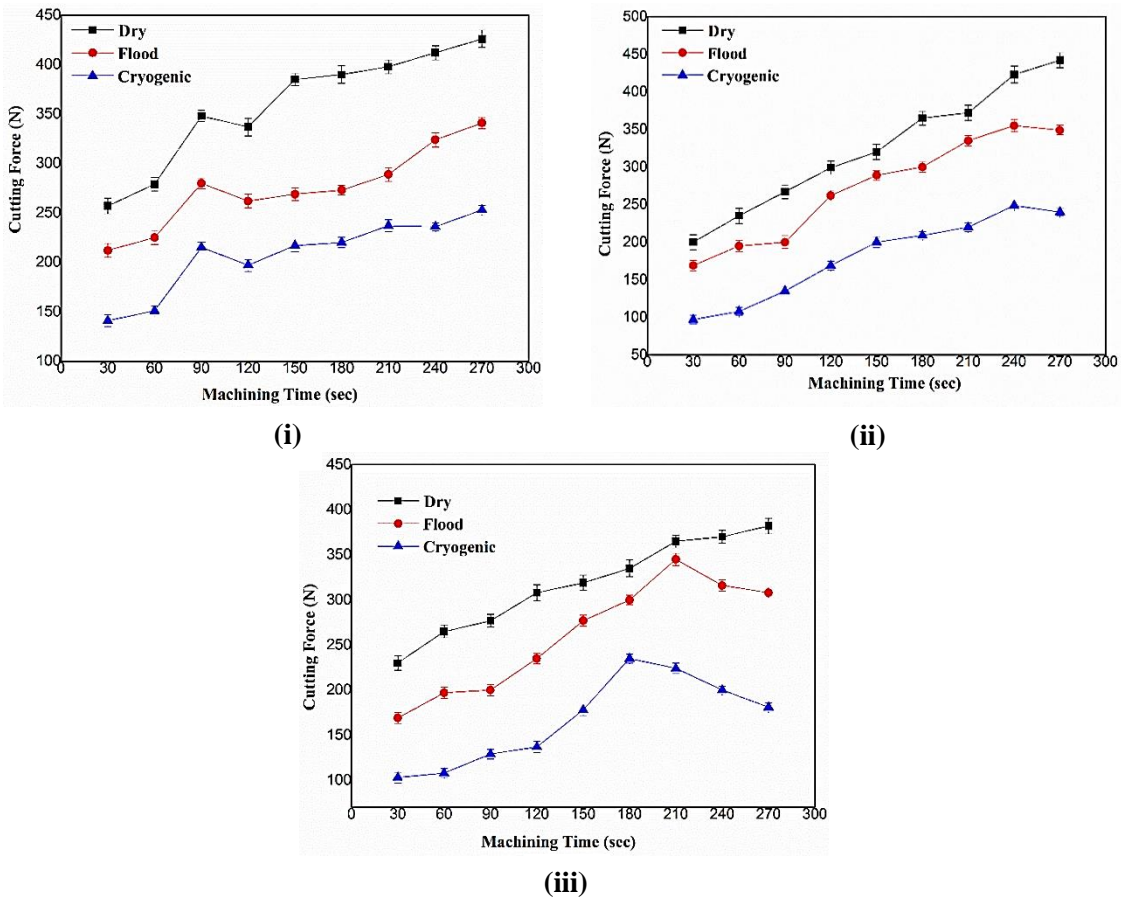 450
400
350
300
250
200
150
100
Cutting Force (N)
Dry
Flood
Cryogenic
0 30 60 90 120 150 180 210 240 270 300
Machining Time (sec)
(i)
500
450
400
350
300
250
200
150
100
50
Cutting Force (N)
Dry
Flood
Cryogenic
0 30 60 90 120 150 180 210 240 270 300
Machining Time (sec)
(ii)
450
400
350
300
250
200
150
100
Cutting Force (N)
Dry
Flood
Cryogenic
30 60 90 120 150 180 210 240 270 300
Machining Time (sec)
(iii)